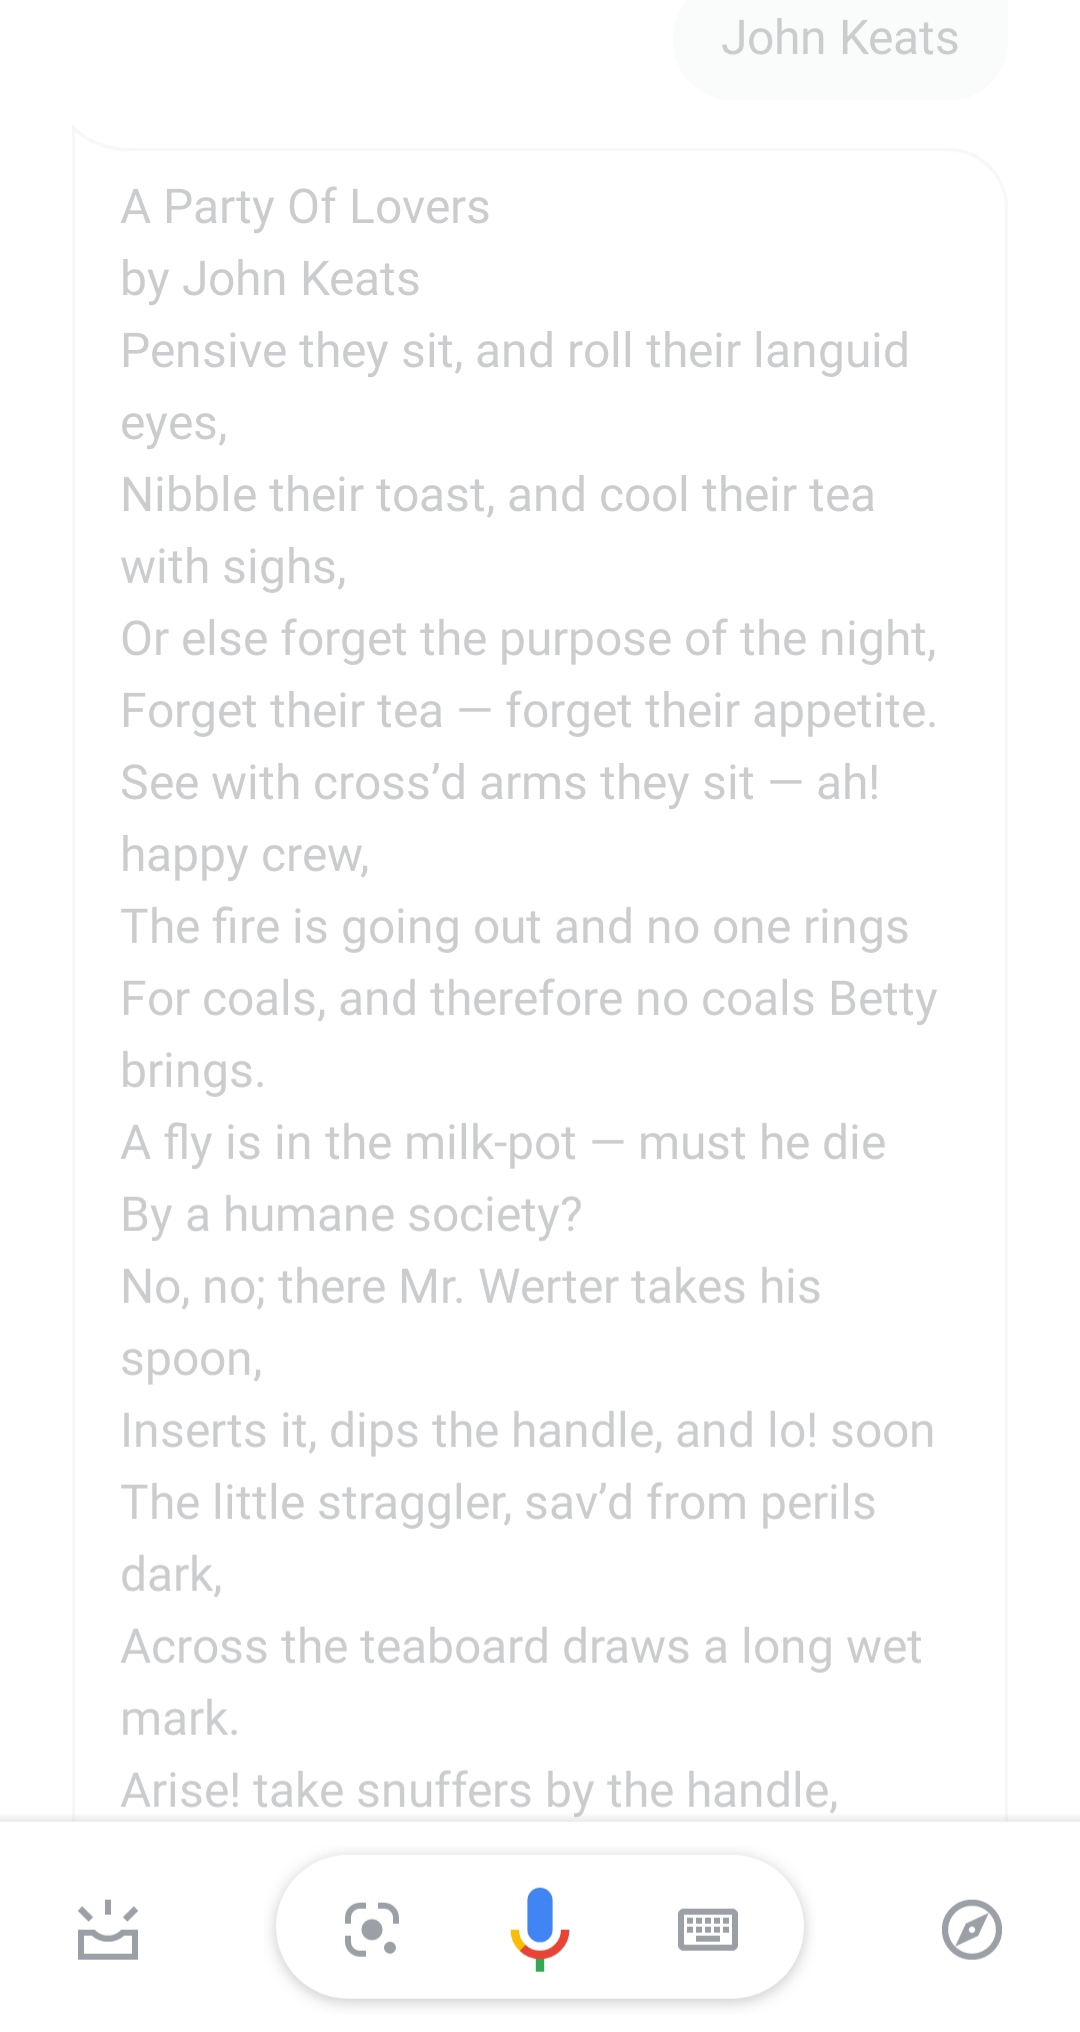 John Keats
A Party Of Lovers
by John Keats
Pensive they sit, and roll their languid
eyes,
Nibble their toast, and cool their tea
with sighs,
Or else forget the purpose of the night,
Forget their tea — forget their appetite.
See with cross’d arms they sit — ah!
happy crew,
The fire is going out and no one rings
For coals, and therefore no coals Betty
brings.
A fly is in the milk-pot — must he die
By a humane society?
No, no; there Mr. Werter takes his
spoon,
Inserts it, dips the handle, and lo! soon
The little straggler, sav’d from perils
dark,
Across the teaboard draws a long wet
mark.
Arise! take snuffers by the handle,